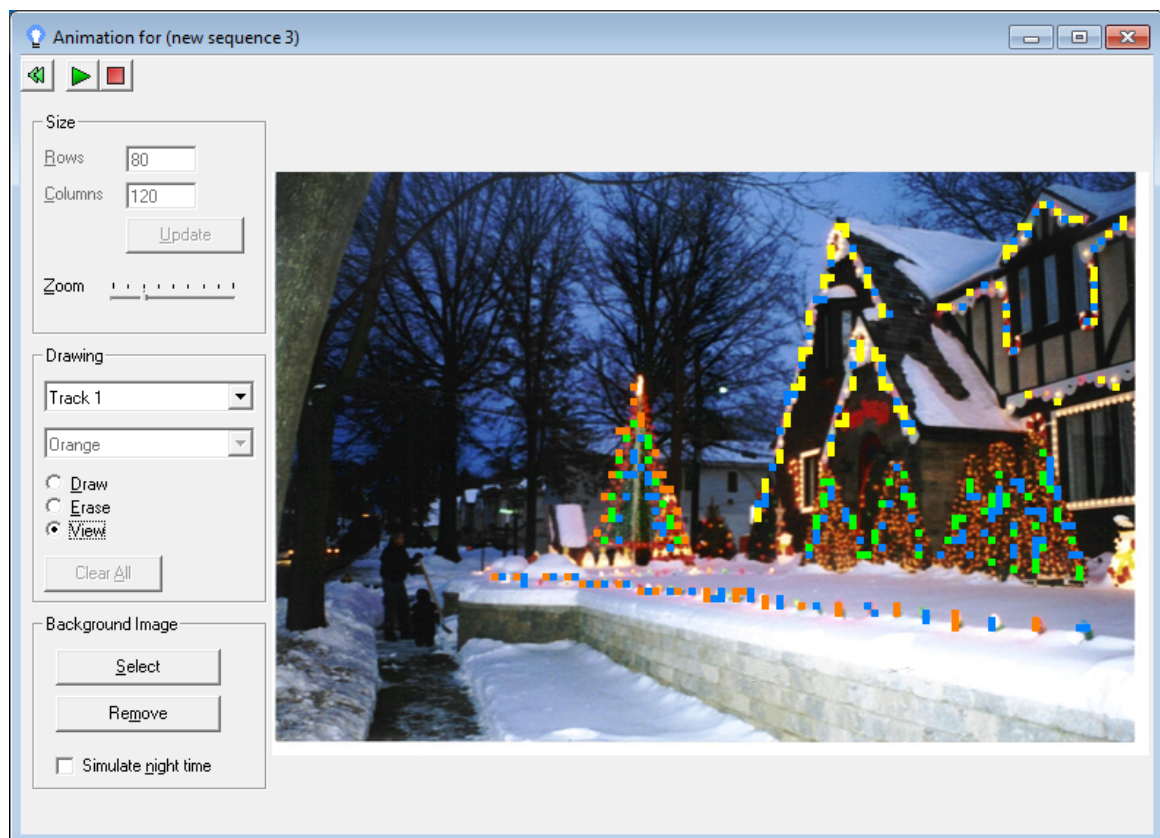 Animation for (new sequence 3)
Size
Rows 80
Columns 120
Update
Zoom
Drawing
Track 1
Orange
Draw
Erase
View
Clear All
Background Image
Select
Remove
Simulate night time